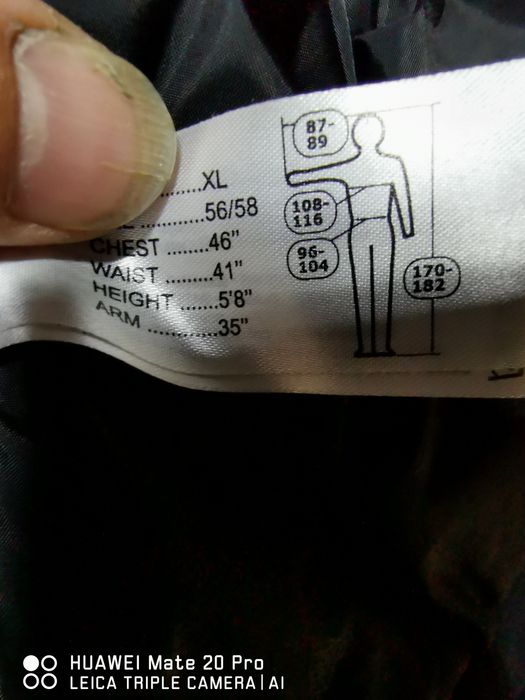 .........XL
...........56/58
CHEST .......46"
WAIST .........41"
HEIGHT .......5'8"
ARM ............35"
87-
89
108-
116
96-
104
170-
182
HUAWEI Mate 20 Pro
LEICA TRIPLE CAMERA | AI